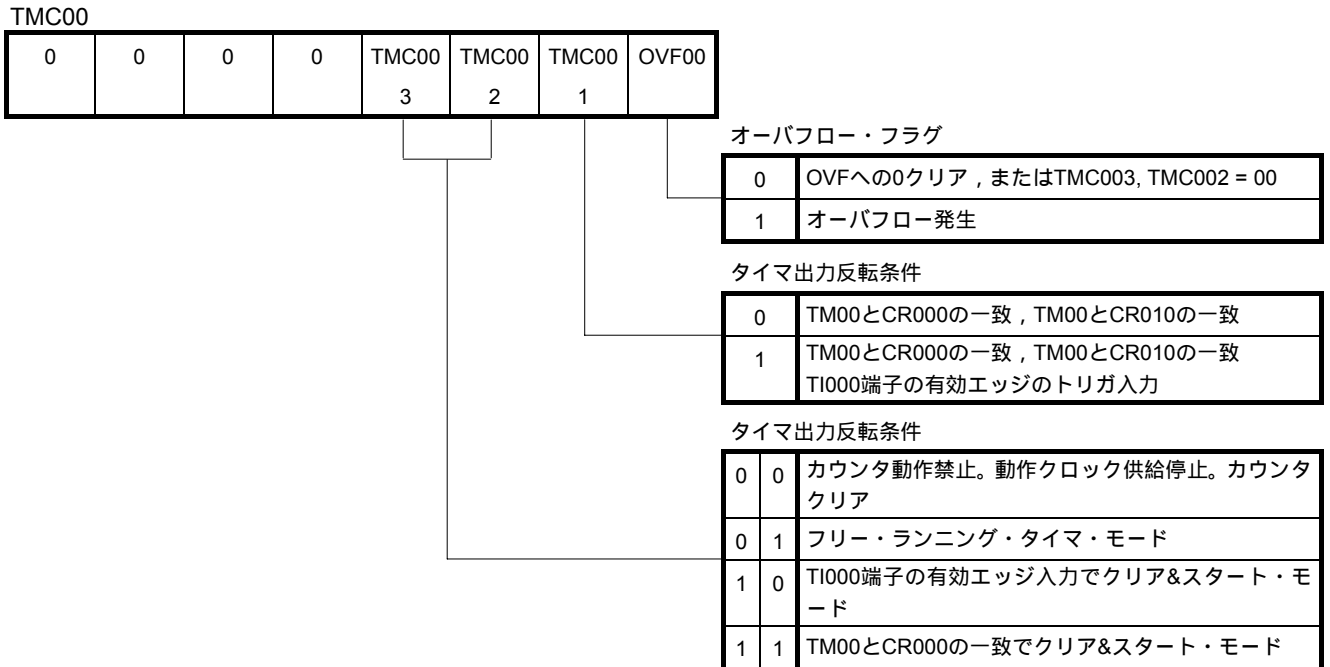 TMC00
0 0 0 0 TMC00 TMC00 TMC00 OVF00
3 2 1
オーバフロー・フラグ
0 OVFへの0クリア，またはTMC003, TMC002 = 00
1 オーバフロー発生
タイマ出力反転条件
0 TM00とCR000の一致，TM00とCR010の一致
1 TM00とCR000の一致，TM00とCR010の一致
TI000端子の有効エッジのトリガ入力
タイマ出力反転条件
0 0 カウンタ動作禁止。動作クロック供給停止。カウンタ
クリア
0 1 フリー・ランニング・タイマ・モード
1 0 TI000端子の有効エッジ入力でクリア&スタート・モ
ード
1 1 TM00とCR000の一致でクリア&スタート・モード